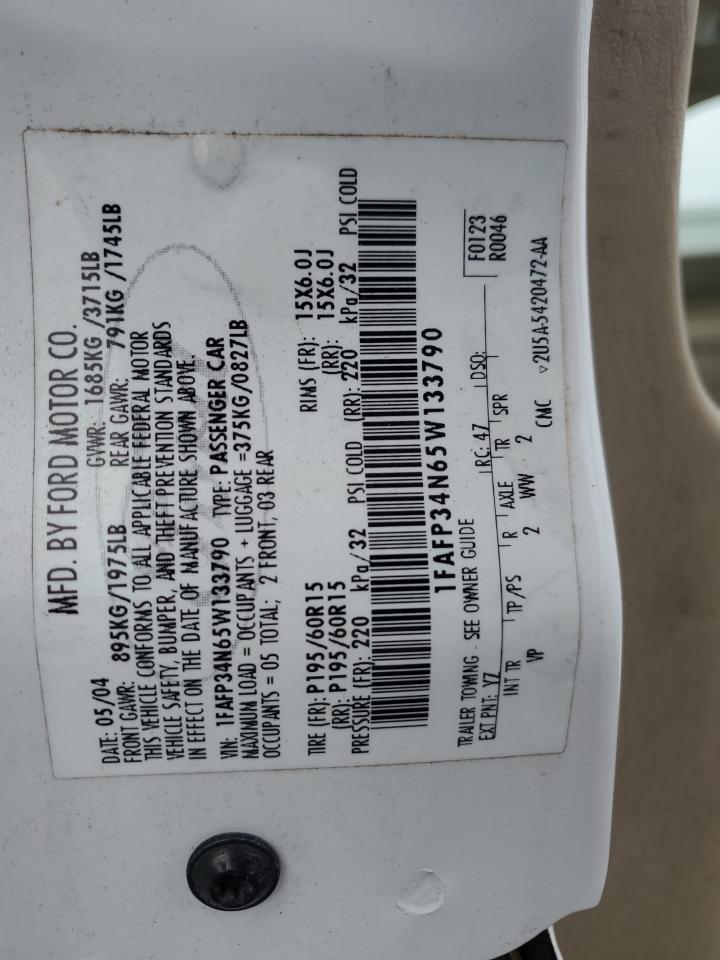 MFD. BY FORD MOTOR CO.
DATE: 05/04 GVWR: 1685KG/3715LB
FRONT GAWR: 895KG/1975LB REAR GAWR: 791KG/1745LB
THIS VEHICLE CONFORMS TO ALL APPLICABLE FEDERAL MOTOR
VEHICLE SAFETY, BUMPER, AND THEFT PREVENTION STANDARDS
IN EFFECT ON THE DATE OF MANUFACTURE SHOWN ABOVE.
VIN: 1FAFP34N65W133790 TYPE: PASSENGER CAR
MAXIMUM LOAD = OCCUPANTS + LUGGAGE = 375KG/0827LB
OCCUPANTS = 05 TOTAL; 2 FRONT, 03 REAR
TIRE (FR): P195/60R15 RIMS (FR): 15X6.0J
(RR): P195/60R15 (RR): 15X6.0J
PRESSURE (FR): 220 kPa/32 PSI COLD (RR): 220 kPa/32 PSI COLD
1FAFP34N65W133790
TRAILER TOWING - SEE OWNER GUIDE F0123
EXT PNT: YZ RC: 47 DSO: R0046
INT TR TP/PS R AXLE TR SPR
VP 2 WW 2
CMC ▽2U5A-5420472-AA